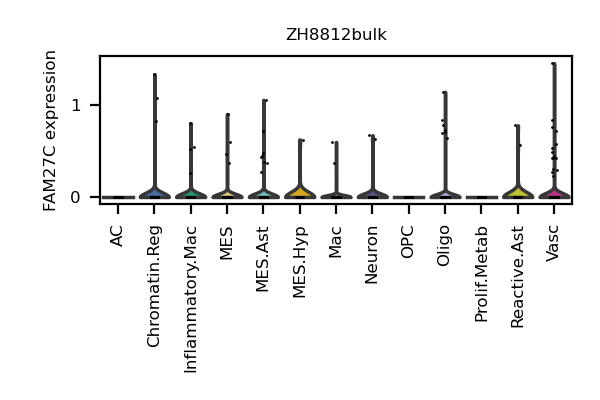 ZH8812bulk
FAM27C expression
1
0
AC
Chromatin.Reg
Inflammatory.Mac
MES
MES.Ast
MES.Hyp
Mac
Neuron
OPC
Oligo
Prolif.Metab
Reactive.Ast
Vasc